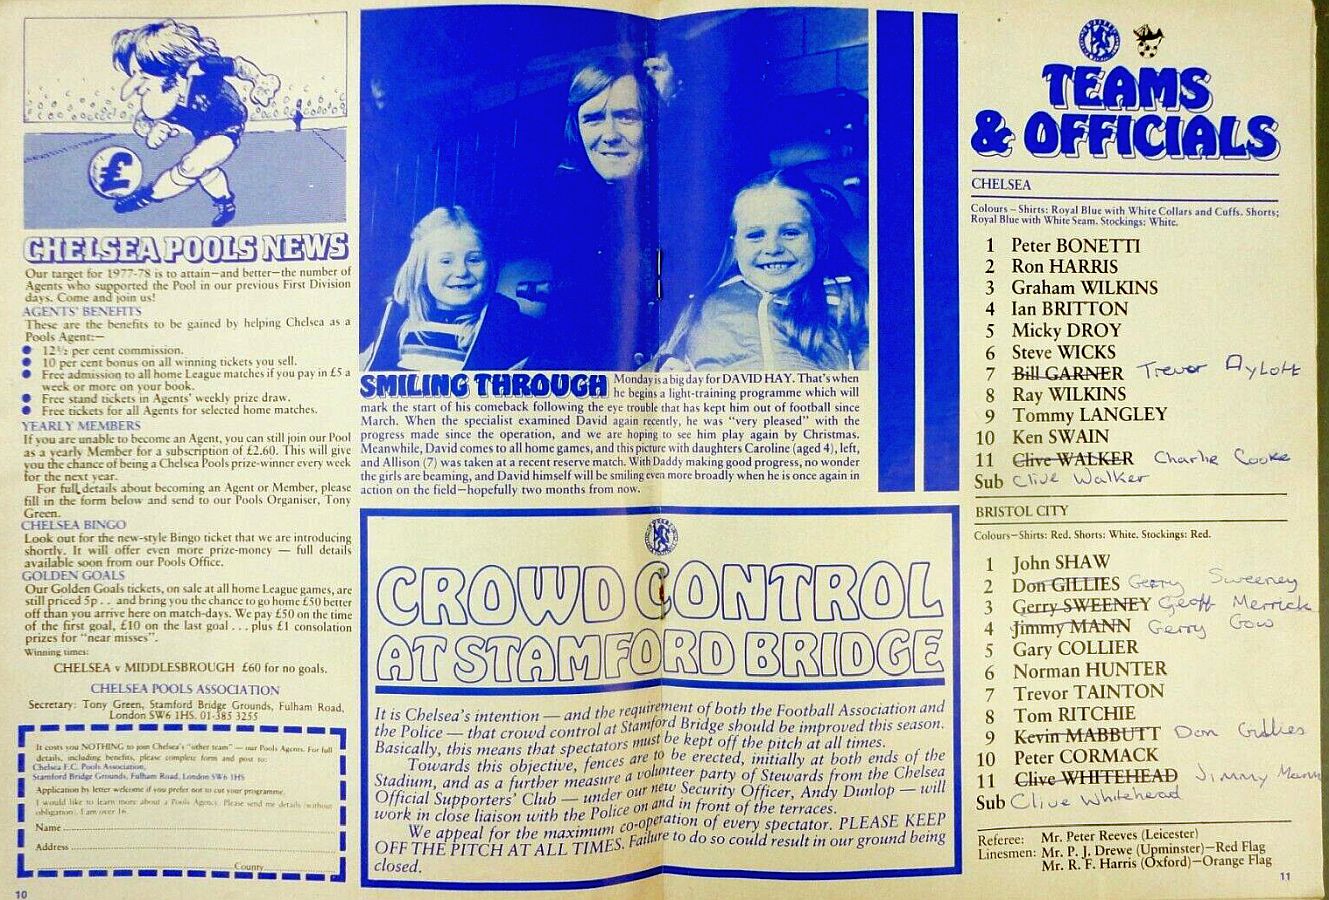 £
CHELSEA POOLS NEWS
Our target for 1977-78 is to attain—and better—the number of
Agents who supported the Pool in our previous First Division
days. Come and join us!
AGENTS' BENEFITS
These are the benefits to be gained by helping Chelsea as a
Pools Agent:—
● 12½ per cent commission.
● 10 per cent bonus on all winning tickets you sell.
● Free admission to all home League matches if you pay in £5 a
week or more on your book.
● Free stand tickets in Agents' weekly prize draw.
● Free tickets for all Agents for selected home matches.
YEARLY MEMBERS
If you are unable to become an Agent, you can still join our Pool
as a yearly Member for a subscription of £2.60. This will give
you the chance of being a Chelsea Pools prize-winner every week
for the next year.
For full details about becoming an Agent or Member, please
fill in the form below and send to our Pools Organiser, Tony
Green.
CHELSEA BINGO
Look out for the new-style Bingo ticket that we are introducing
shortly. It will offer even more prize-money — full details
available soon from our Pools Office.
GOLDEN GOALS
Our Golden Goals tickets, on sale at all home League games, are
still priced 5p . . and bring you the chance to go home £50 better
off than you arrive here on match-days. We pay £50 on the time
of the first goal, £10 on the last goal . . . plus £1 consolation
prizes for "near misses".
Winning times:
CHELSEA v MIDDLESBROUGH £60 for no goals.
CHELSEA POOLS ASSOCIATION
Secretary: Tony Green, Stamford Bridge Grounds, Fulham Road,
London SW6 1HS. 01-385 3255
It costs you NOTHING to join Chelsea's "other team" — our Pools Agents. For full
details, including benefits, please complete form and post to:
Chelsea F.C. Pools Association,
Stamford Bridge Grounds, Fulham Road, London SW6 1HS
Application by letter welcome if you prefer not to cut your programme.
I would like to learn more about a Pools Agency. Please send me details (without
obligation). I am over 16.
Name
Address
County
10
SMILING THROUGH
Monday is a big day for DAVID HAY. That's when
he begins a light-training programme which will
mark the start of his comeback following the eye trouble that has kept him out of football since
March. When the specialist examined David again recently, he was "very pleased" with the
progress made since the operation, and we are hoping to see him play again by Christmas.
Meanwhile, David comes to all home games, and this picture with daughters Caroline (aged 4), left,
and Allison (7) was taken at a recent reserve match. With Daddy making good progress, no wonder
the girls are beaming, and David himself will be smiling even more broadly when he is once again in
action on the field—hopefully two months from now.
CROWD CONTROL
AT STAMFORD BRIDGE
It is Chelsea's intention — and the requirement of both the Football Association and
the Police — that crowd control at Stamford Bridge should be improved this season.
Basically, this means that spectators must be kept off the pitch at all times.
Towards this objective, fences are to be erected, initially at both ends of the
Stadium, and as a further measure a volunteer party of Stewards from the Chelsea
Official Supporters' Club — under our new Security Officer, Andy Dunlop — will
work in close liaison with the Police on and in front of the terraces.
We appeal for the maximum co-operation of every spectator. PLEASE KEEP
OFF THE PITCH AT ALL TIMES. Failure to do so could result in our ground being
closed.
TEAMS
& OFFICIALS
CHELSEA
Colours – Shirts: Royal Blue with White Collars and Cuffs. Shorts;
Royal Blue with White Seam. Stockings: White.
1 Peter BONETTI
2 Ron HARRIS
3 Graham WILKINS
4 Ian BRITTON
5 Micky DROY
6 Steve WICKS
7 Bill GARNER Trevor Aylott
8 Ray WILKINS
9 Tommy LANGLEY
10 Ken SWAIN
11 Clive WALKER Charlie Cooke
Sub Clive Walker
BRISTOL CITY
Colours–Shirts: Red. Shorts: White. Stockings: Red.
1 John SHAW
2 Don GILLIES Gerry Sweeney
3 Gerry SWEENEY Geoff Merrick
4 Jimmy MANN Gerry Gow
5 Gary COLLIER
6 Norman HUNTER
7 Trevor TAINTON
8 Tom RITCHIE
9 Kevin MABBUTT Don Gillies
10 Peter CORMACK
11 Clive WHITEHEAD Jimmy Mann
Sub Clive Whitehead
Referee: Mr. Peter Reeves (Leicester)
Linesmen: Mr. P. J. Drewe (Upminster)—Red Flag
Mr. R. F. Harris (Oxford)—Orange Flag
11